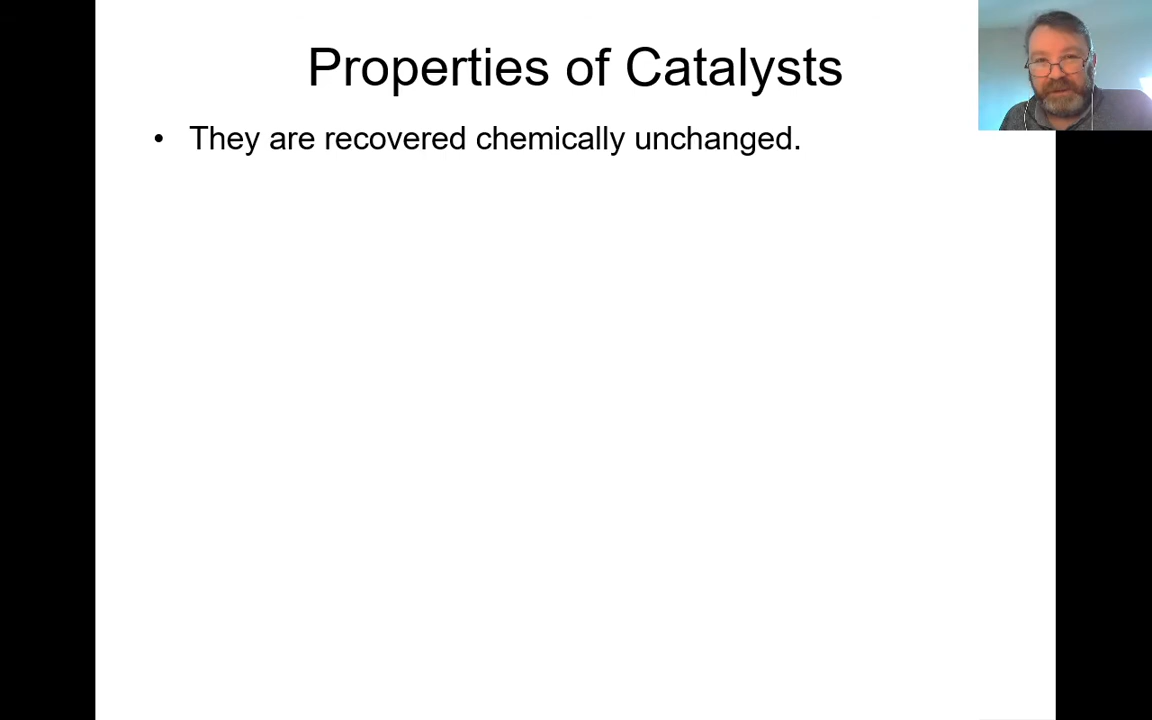 Properties of Catalysts
• They are recovered chemically unchanged.